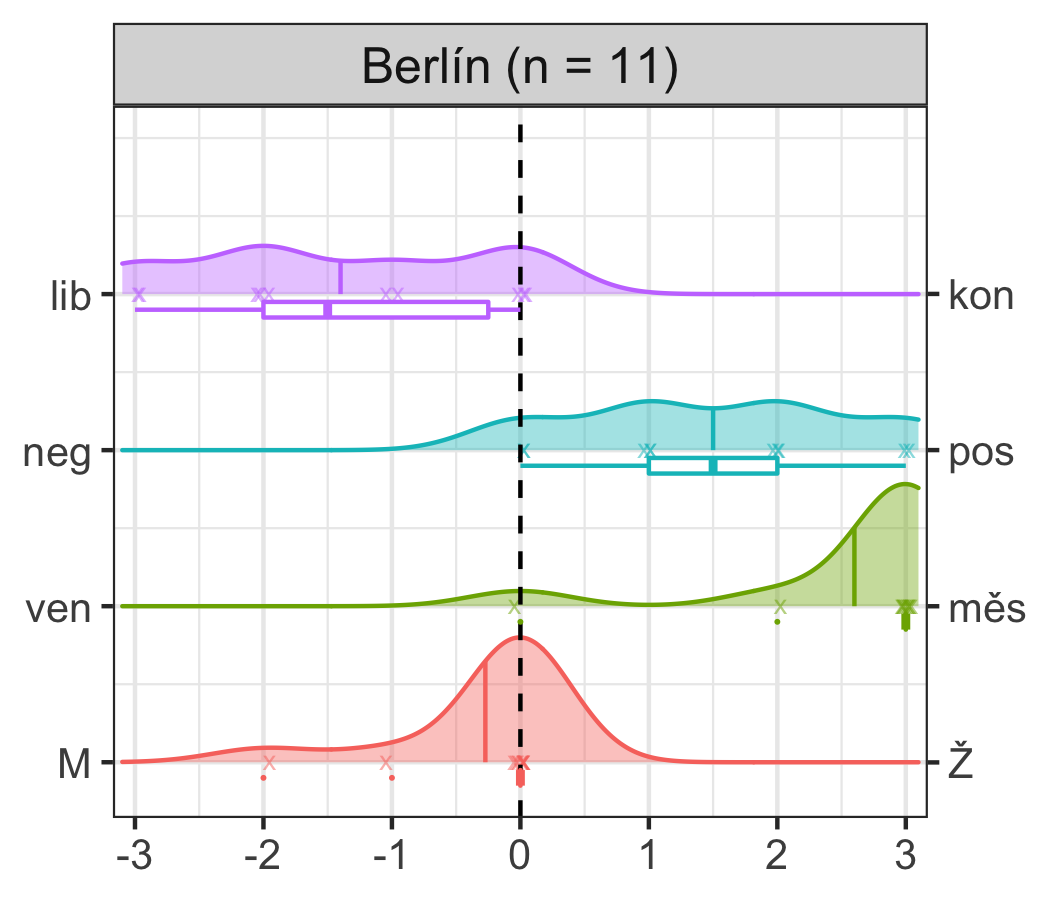 Berlín (n = 11)
lib kon
neg pos
ven měs
M Ž
-3 -2 -1 0 1 2 3